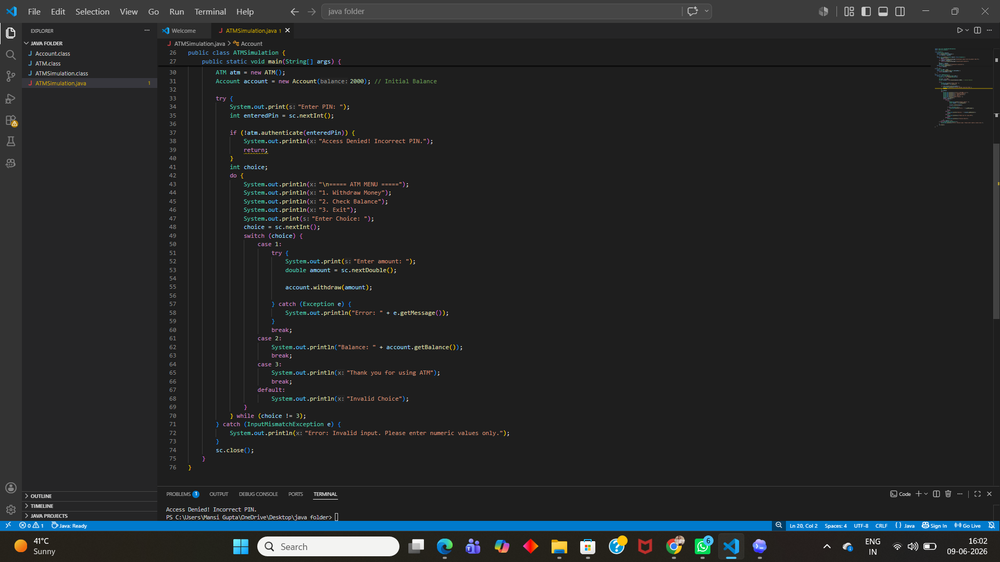 File Edit Selection View Go Run Terminal Help
java folder
EXPLORER
JAVA FOLDER
Account.class
ATM.class
ATMSimulation.class
ATMSimulation.java 1
OUTLINE
TIMELINE
JAVA PROJECTS
Welcome
ATMSimulation.java 1
ATMSimulation.java > Account
26 public class ATMSimulation {
27 public static void main(String[] args) {
30 ATM atm = new ATM();
31 Account account = new Account(balance: 2000); // Initial Balance
32
33 try {
34 System.out.print(s: "Enter PIN: ");
35 int enteredPin = sc.nextInt();
36
37 if (!atm.authenticate(enteredPin)) {
38 System.out.println(x: "Access Denied! Incorrect PIN.");
39 return;
40 }
41 int choice;
42 do {
43 System.out.println(x: "\n===== ATM MENU =====");
44 System.out.println(x: "1. Withdraw Money");
45 System.out.println(x: "2. Check Balance");
46 System.out.println(x: "3. Exit");
47 System.out.print(s: "Enter Choice: ");
48 choice = sc.nextInt();
49 switch (choice) {
50 case 1:
51 try {
52 System.out.print(s: "Enter amount: ");
53 double amount = sc.nextDouble();
54
55 account.withdraw(amount);
56
57 } catch (Exception e) {
58 System.out.println("Error: " + e.getMessage());
59 }
60 break;
61 case 2:
62 System.out.println("Balance: " + account.getBalance());
63 break;
64 case 3:
65 System.out.println(x: "Thank you for using ATM");
66 break;
67 default:
68 System.out.println(x: "Invalid Choice");
69 }
70 } while (choice != 3);
71 } catch (InputMismatchException e) {
72 System.out.println(x: "Error: Invalid input. Please enter numeric values only.");
73 }
74 sc.close();
75 }
76 }
PROBLEMS 1 OUTPUT DEBUG CONSOLE PORTS TERMINAL
Code
Access Denied! Incorrect PIN.
PS C:\Users\Mansi Gupta\OneDrive\Desktop\java folder>
0 1 Java: Ready
Ln 20, Col 2 Spaces: 4 UTF-8 CRLF { } Java Sign In Go Live
41°C
Sunny
Search
6
ENG
IN
16:02
09-06-2026